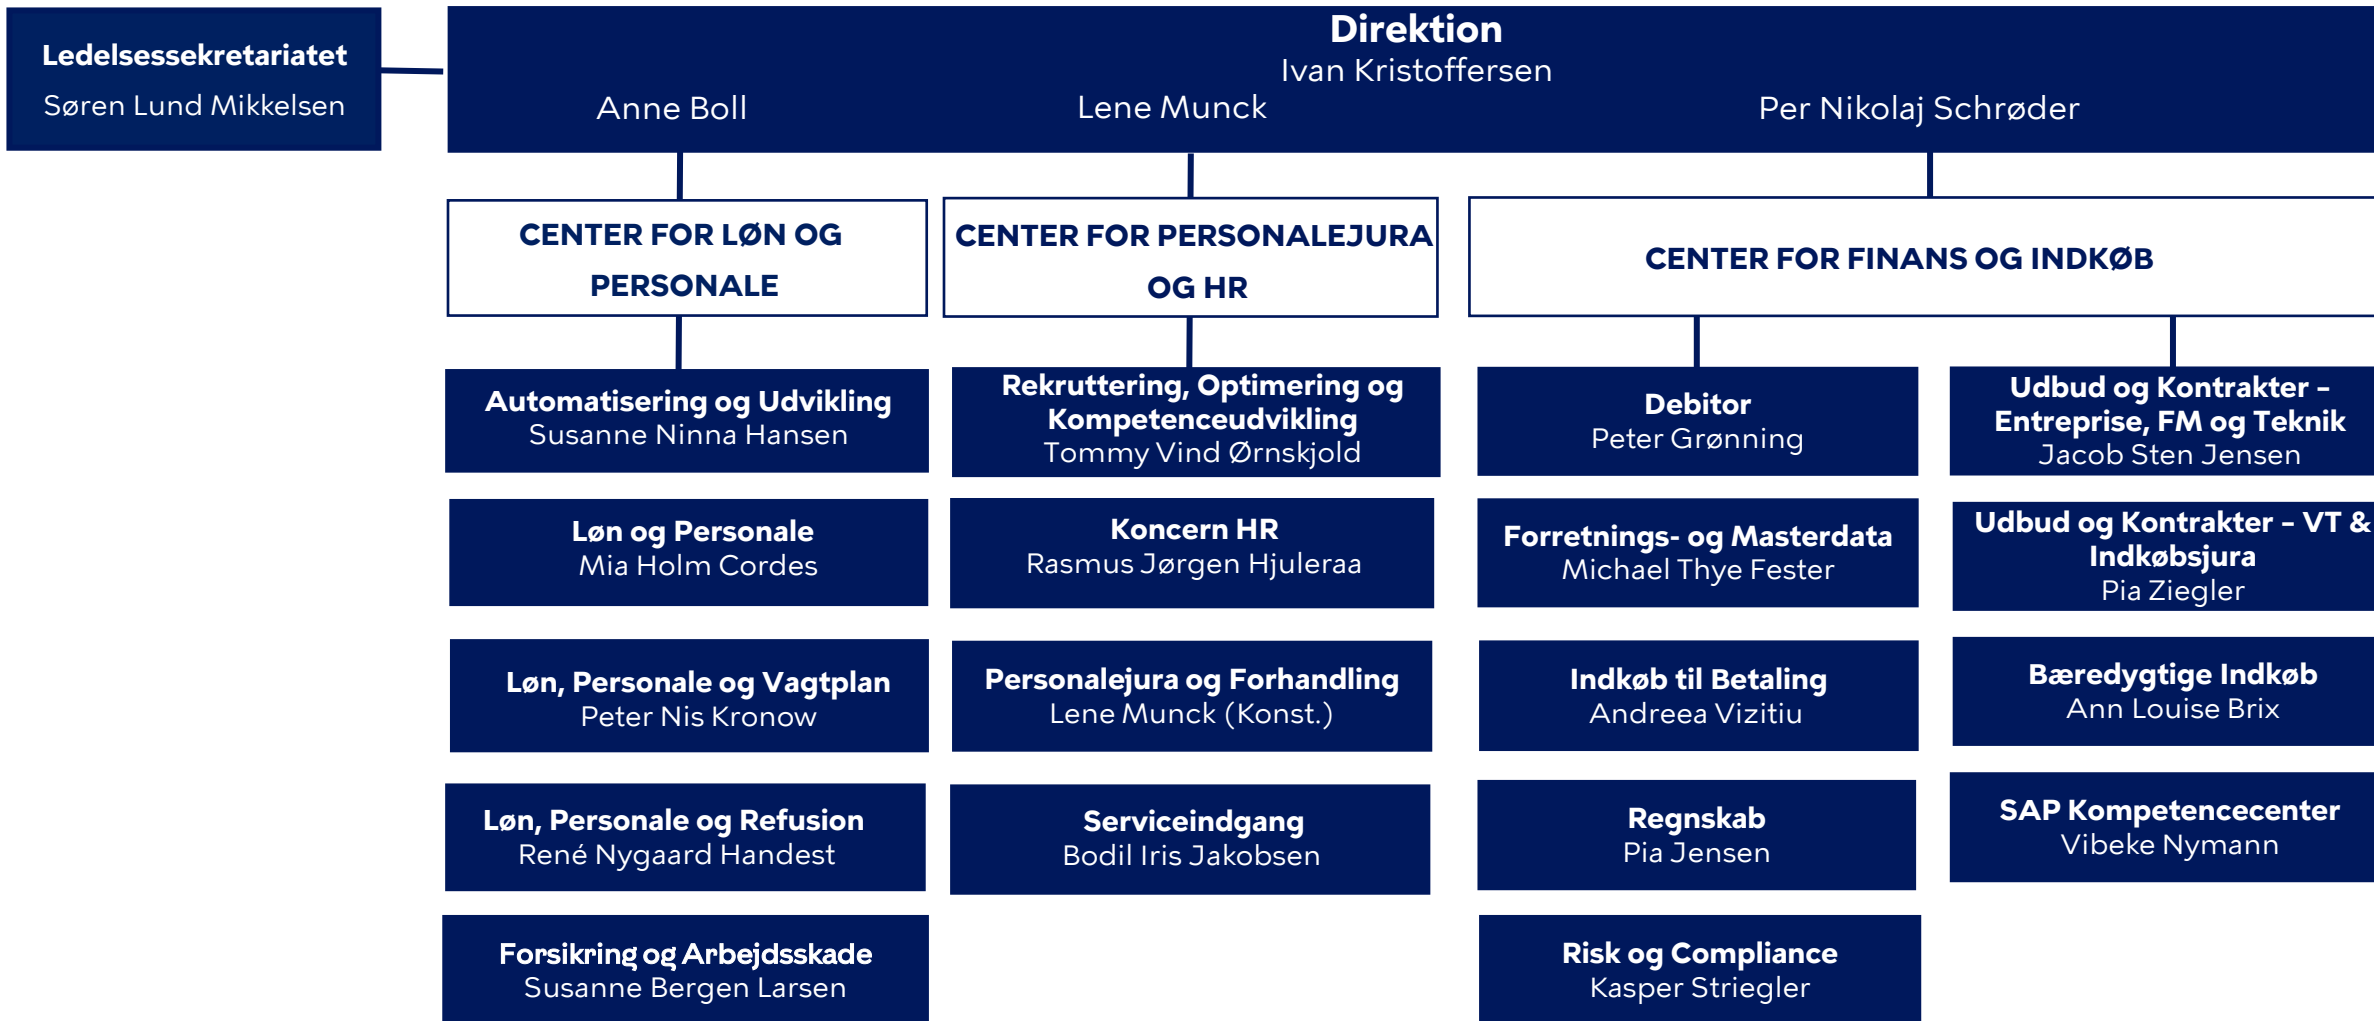 Ledelsessekretariatet
Søren Lund Mikkelsen
Direktion
Ivan Kristoffersen
Anne Boll
Lene Munck
Per Nikolaj Schrøder
CENTER FOR LØN OG
PERSONALE
Automatisering og Udvikling
Susanne Ninna Hansen
Løn og Personale
Mia Holm Cordes
Løn, Personale og Vagtplan
Peter Nis Kronow
Løn, Personale og Refusion
René Nygaard Handest
Forsikring og Arbejdsskade
Susanne Bergen Larsen
CENTER FOR PERSONALEJURA
OG HR
Rekruttering, Optimering og
Kompetenceudvikling
Tommy Vind Ørnskjold
Koncern HR
Rasmus Jørgen Hjuleraa
Personalejura og Forhandling
Lene Munck (Konst.)
Serviceindgang
Bodil Iris Jakobsen
CENTER FOR FINANS OG INDKØB
Debitor
Peter Grønning
Forretnings- og Masterdata
Michael Thye Fester
Indkøb til Betaling
Andreea Vizitiu
Regnskab
Pia Jensen
Risk og Compliance
Kasper Striegler
Udbud og Kontrakter –
Entreprise, FM og Teknik
Jacob Sten Jensen
Udbud og Kontrakter – VT &
Indkøbsjura
Pia Ziegler
Bæredygtige Indkøb
Ann Louise Brix
SAP Kompetencecenter
Vibeke Nymann